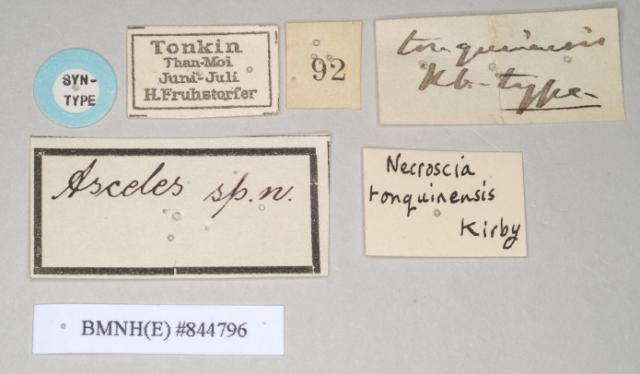 SYN-
TYPE
Tonkin
Than-Moi
Juni-Juli
H. Fruhstorfer
92
tonquinensis
Kb. - type
Asceles sp. n.
Necroscia
tonquinensis
Kirby
BMNH(E) #844796